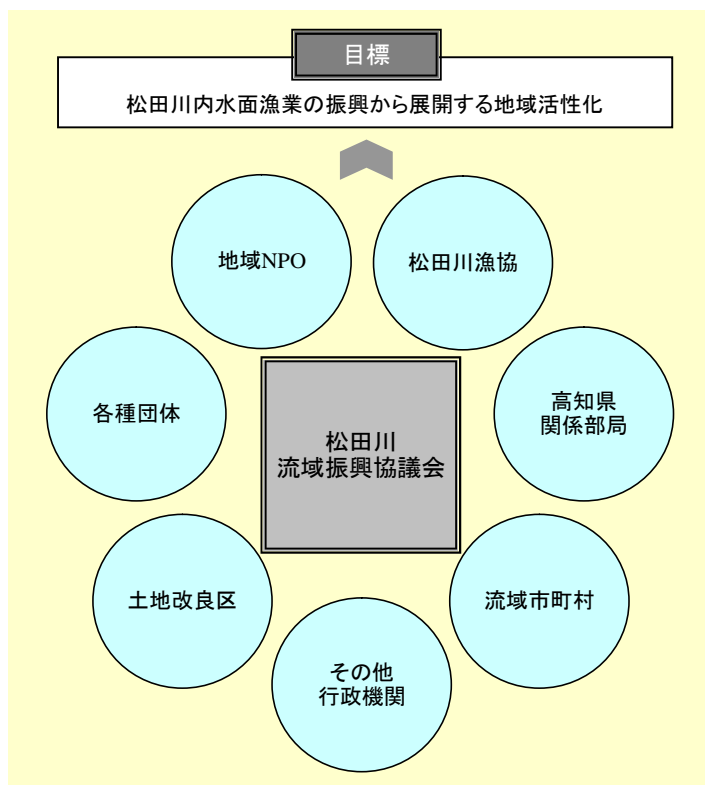 目標
松田川内水面漁業の振興から展開する地域活性化
地域NPO
松田川漁協
各種団体
高知県
関係部局
松田川
流域振興協議会
土地改良区
流域市町村
その他
行政機関